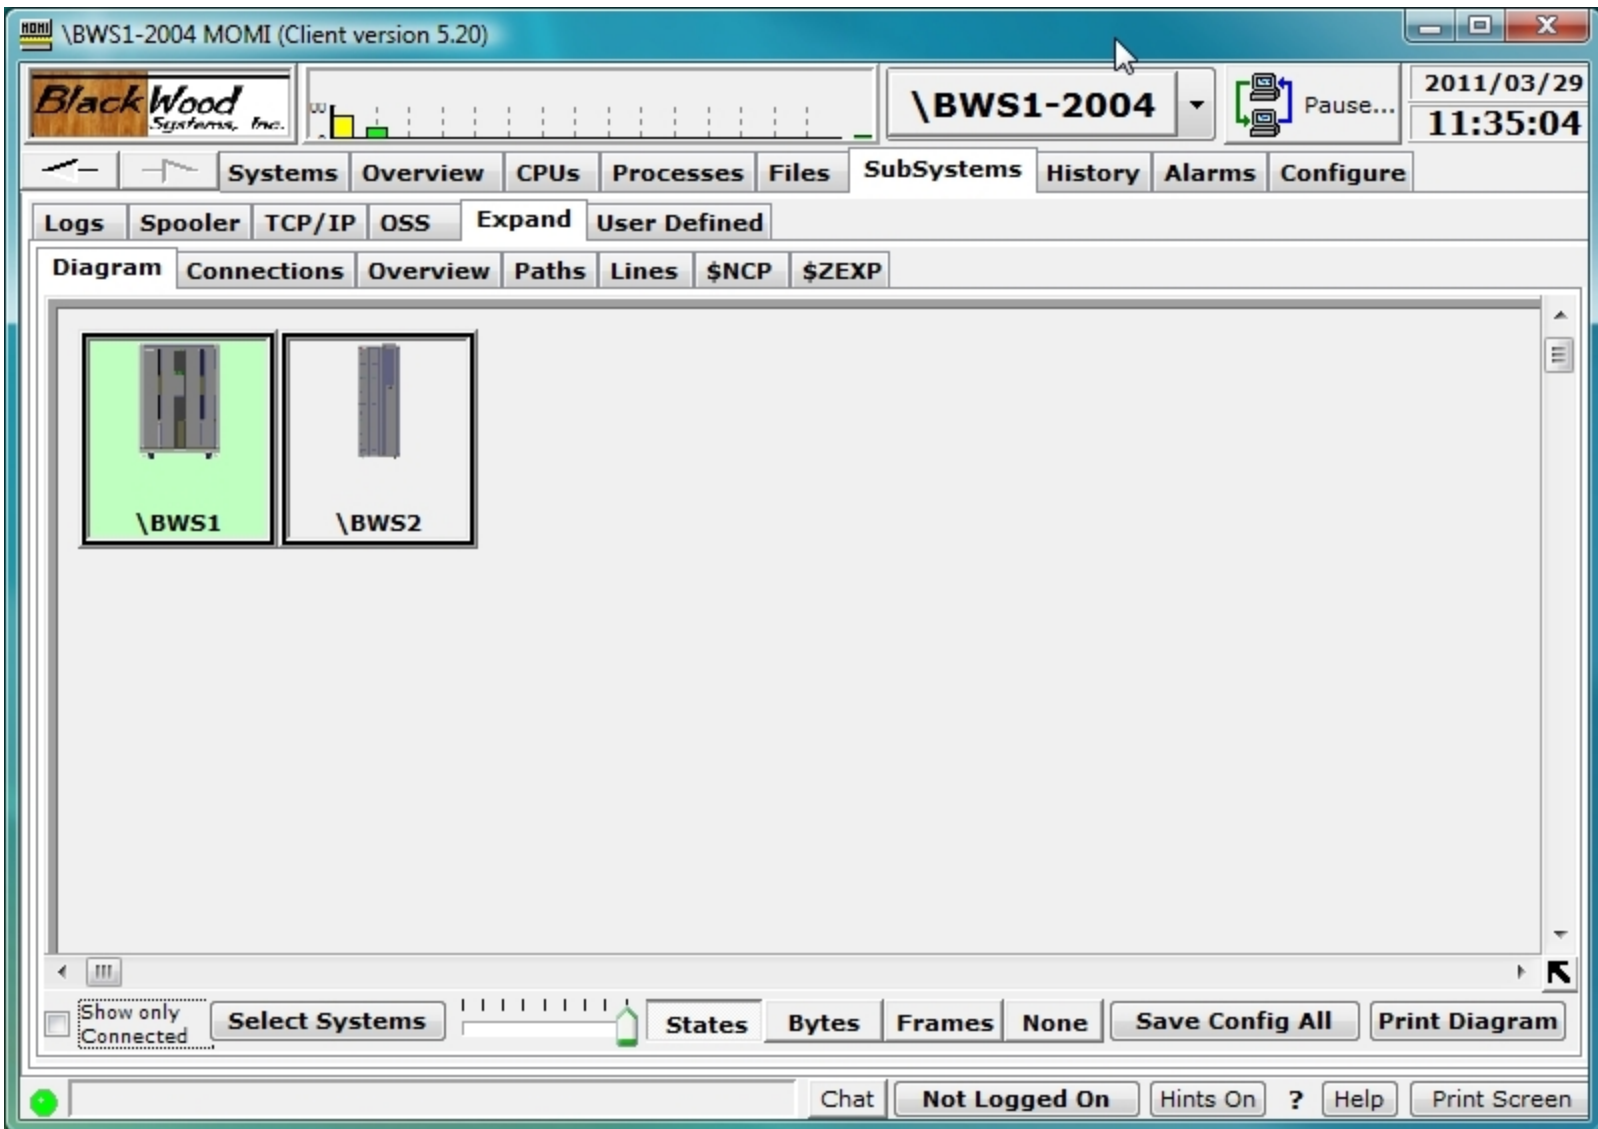 MOMI
\BWS1-2004 MOMI (Client version 5.20)
BlackWood
Systems, Inc.
\BWS1-2004
Pause...
2011/03/29
11:35:04
Systems Overview CPUs Processes Files SubSystems History Alarms Configure
Logs Spooler TCP/IP OSS Expand User Defined
Diagram Connections Overview Paths Lines $NCP $ZEXP
\BWS1 \BWS2
Show only
Connected
Select Systems States Bytes Frames None Save Config All Print Diagram
Chat Not Logged On Hints On ? Help Print Screen